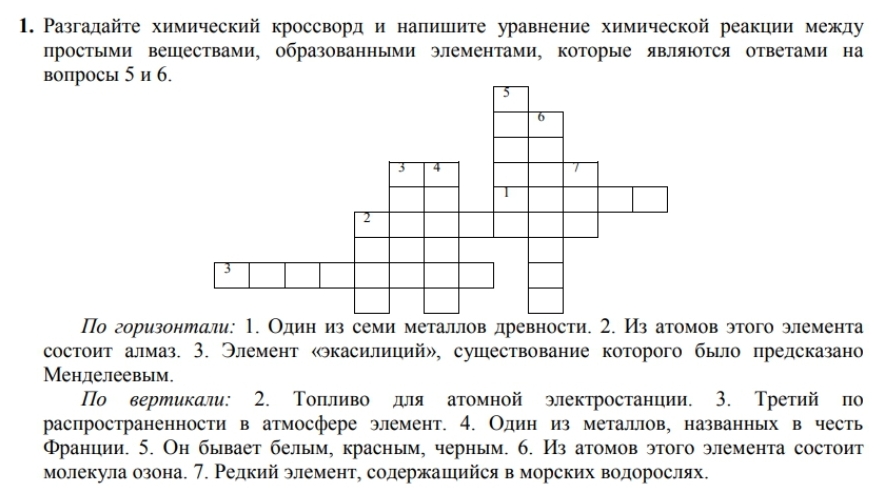 1. Разгадайте химический кроссворд и напишите уравнение химической реакции между
простыми веществами, образованными элементами, которые являются ответами на
вопросы 5 и 6.
5
6
3 4 7
1
2
3
По горизонтали: 1. Один из семи металлов древности. 2. Из атомов этого элемента
состоит алмаз. 3. Элемент «экасилиций», существование которого было предсказано
Менделеевым.
По вертикали: 2. Топливо для атомной электростанции. 3. Третий по
распространенности в атмосфере элемент. 4. Один из металлов, названных в честь
Франции. 5. Он бывает белым, красным, черным. 6. Из атомов этого элемента состоит
молекула озона. 7. Редкий элемент, содержащийся в морских водорослях.